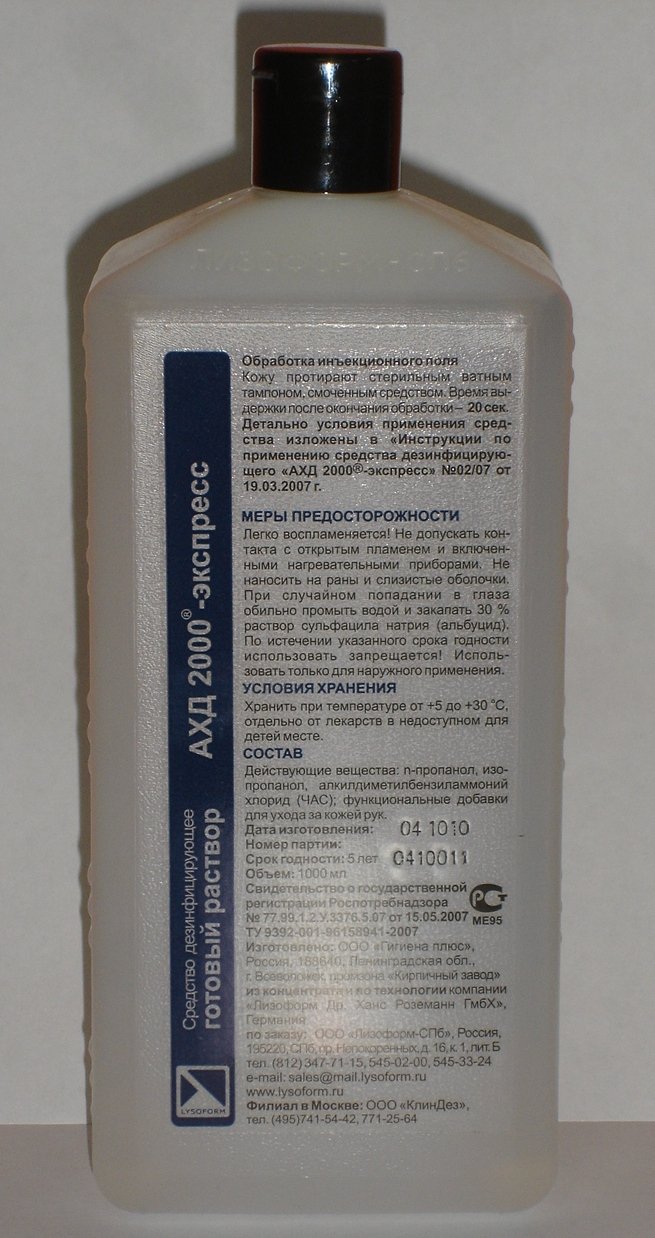 ЛИЗОФОРМ-СПб
Обработка инъекционного поля
Кожу протирают стерильным ватным
тампоном, смоченным средством. Время вы-
держки после окончания обработки – 20 сек.
Детально условия применения сред-
ства изложены в «Инструкции по
применению средства дезинфицирую-
щего «АХД 2000®-экспресс» №02/07 от
19.03.2007 г.
МЕРЫ ПРЕДОСТОРОЖНОСТИ
Легко воспламеняется! Не допускать кон-
такта с открытым пламенем и включен-
ными нагревательными приборами. Не
наносить на раны и слизистые оболочки.
При случайном попадании в глаза
обильно промыть водой и закапать 30 %
раствор сульфацила натрия (альбуцид).
По истечении указанного срока годности
использовать запрещается! Исполь-
зовать только для наружного применения.
УСЛОВИЯ ХРАНЕНИЯ
Хранить при температуре от +5 до +30 °С,
отдельно от лекарств в недоступном для
детей месте.
СОСТАВ
Действующие вещества: n-пропанол, изо-
пропанол, алкилдиметилбензиламмоний
хлорид (ЧАС); функциональные добавки
для ухода за кожей рук.
Дата изготовления: 04 1010
Номер партии:
Срок годности: 5 лет 0410011
Объем: 1000 мл
Свидетельство о государственной
регистрации Роспотребнадзора
№ 77.99.1.2.У.3376.5.07 от 15.05.2007
ТУ 9392-001-96158941-2007
РСТ
МЕ95
Изготовлено: ООО «Гигиена плюс»,
Россия, 188640, Ленинградская обл.,
г. Всеволожск, промзона «Кирпичный завод»
из концентрата и по технологии компании
«Лизоформ Др. Ханс Роземанн ГмбХ»,
Германия
по заказу: ООО «Лизоформ-СПб», Россия,
195220, СПб, пр. Непокоренных, д. 16, к. 1, лит. Б
тел. (812) 347-71-15, 545-02-00, 545-33-24
e-mail: sales@mail.lysoform.ru
www.lysoform.ru
Филиал в Москве: ООО «КлинДез»,
тел. (495)741-54-42, 771-25-64
Средство дезинфицирующее
готовый раствор
АХД 2000®-экспресс
LYSOFORM